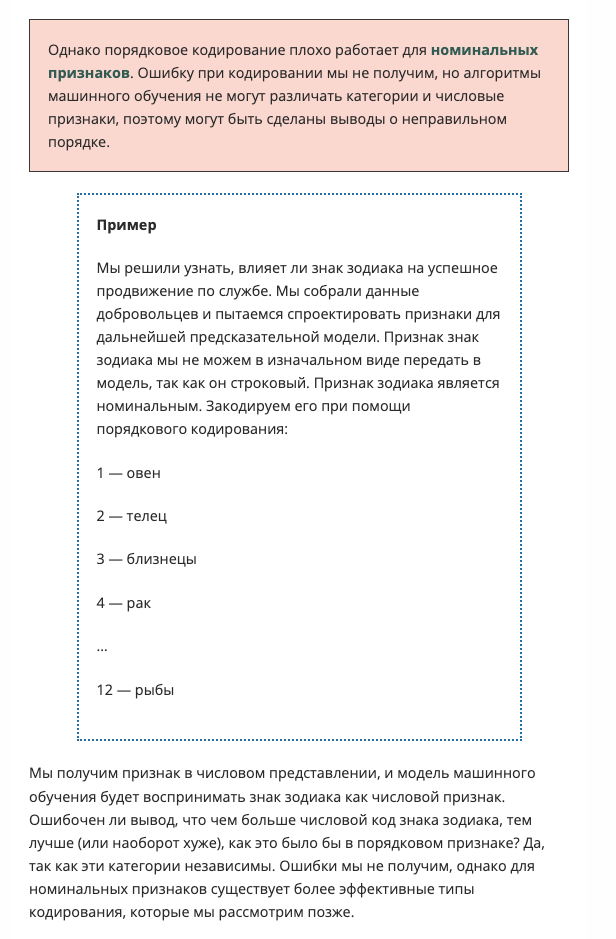 Однако порядковое кодирование плохо работает для номинальных
признаков. Ошибку при кодировании мы не получим, но алгоритмы
машинного обучения не могут различать категории и числовые
признаки, поэтому могут быть сделаны выводы о неправильном
порядке.
Пример
Мы решили узнать, влияет ли знак зодиака на успешное
продвижение по службе. Мы собрали данные
добровольцев и пытаемся спроектировать признаки для
дальнейшей предсказательной модели. Признак знак
зодиака мы не можем в изначальном виде передать в
модель, так как он строковый. Признак зодиака является
номинальным. Закодируем его при помощи
порядкового кодирования:
1 — овен
2 — телец
3 — близнецы
4 — рак
...
12 — рыбы
Мы получим признак в числовом представлении, и модель машинного
обучения будет воспринимать знак зодиака как числовой признак.
Ошибочен ли вывод, что чем больше числовой код знака зодиака, тем
лучше (или наоборот хуже), как это было бы в порядковом признаке? Да,
так как эти категории независимы. Ошибки мы не получим, однако для
номинальных признаков существует более эффективные типы
кодирования, которые мы рассмотрим позже.